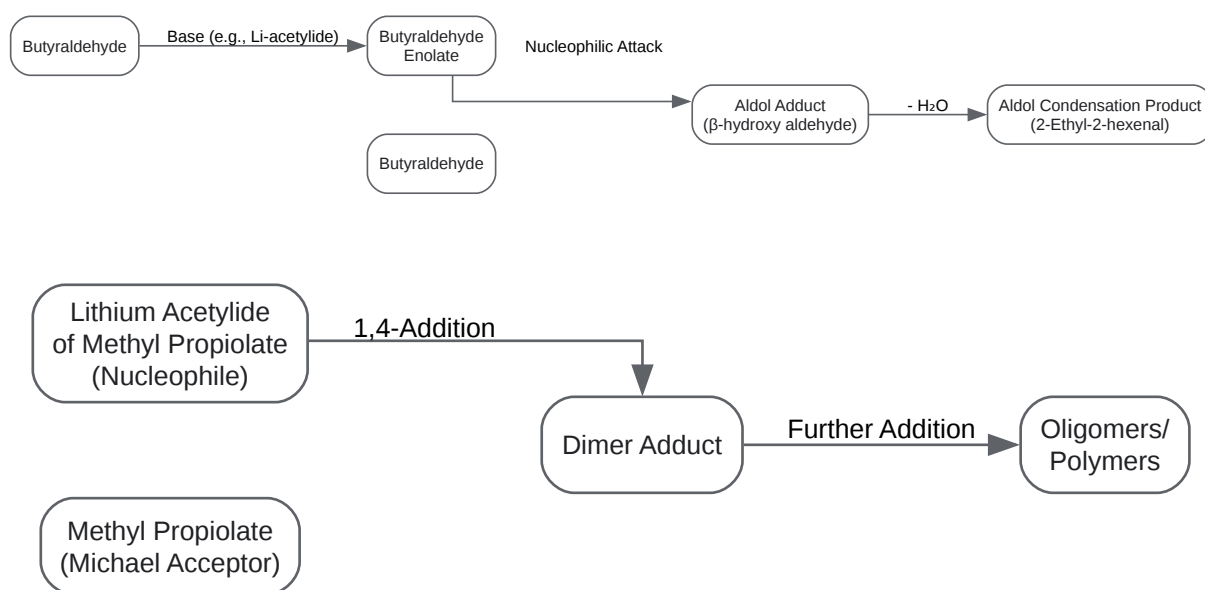 Butyraldehyde
Base (e.g., Li-acetylide)
Butyraldehyde
Enolate
Nucleophilic Attack
Aldol Adduct
(β-hydroxy aldehyde)
- H₂O
Aldol Condensation Product
(2-Ethyl-2-hexenal)
Butyraldehyde
Lithium Acetylide
of Methyl Propiolate
(Nucleophile)
1,4-Addition
Dimer Adduct
Further Addition
Oligomers/
Polymers
Methyl Propiolate
(Michael Acceptor)